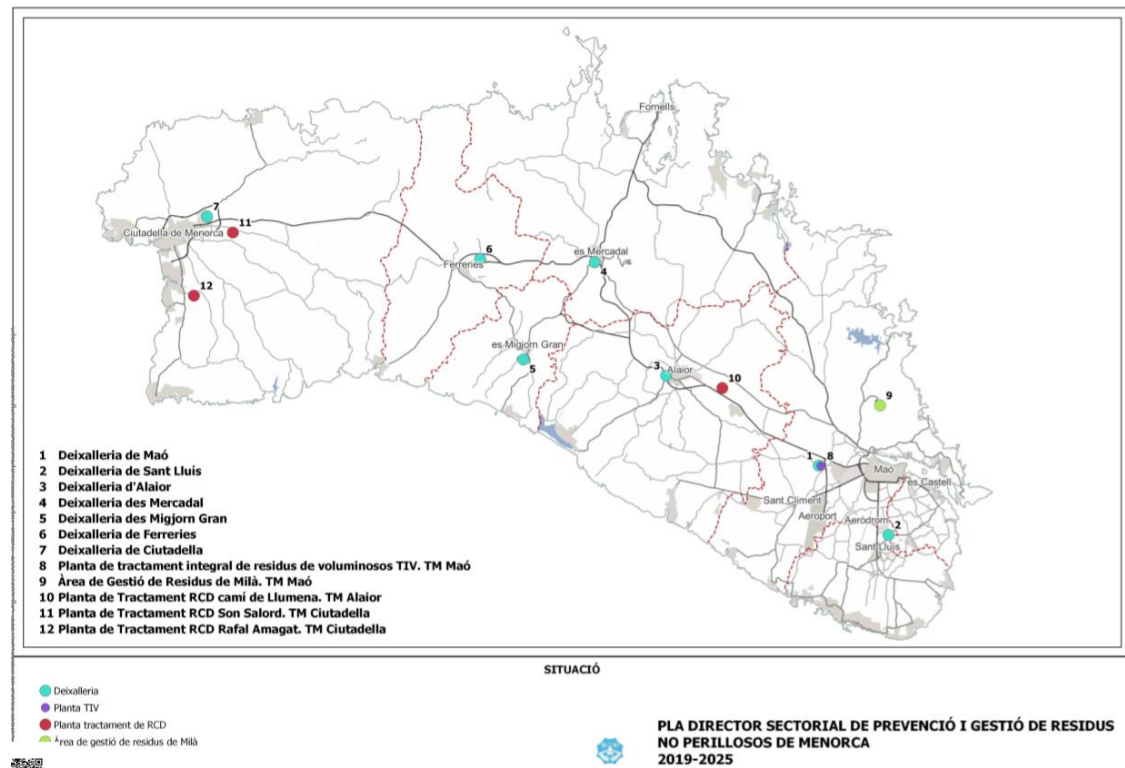 Fornells
7
11
Ciutadella de Menorca
12
6
Ferreries
es Mercadal
4
es Migjorn Gran
5
3
Alaior
10
9
1
8
Maó
es Castell
Sant Climent
Aeroport
Aeròdrom
2
Sant Lluís
1 Deixalleria de Maó
2 Deixalleria de Sant Lluís
3 Deixalleria d'Alaior
4 Deixalleria des Mercadal
5 Deixalleria des Migjorn Gran
6 Deixalleria de Ferreries
7 Deixalleria de Ciutadella
8 Planta de tractament integral de residus de voluminosos TIV. TM Maó
9 Àrea de Gestió de Residus de Milà. TM Maó
10 Planta de Tractament RCD camí de Llumena. TM Alaior
11 Planta de Tractament RCD Son Salord. TM Ciutadella
12 Planta de Tractament RCD Rafal Amagat. TM Ciutadella
SITUACIÓ
Deixalleria
Planta TIV
Planta tractament de RCD
Àrea de gestió de residus de Milà
PLA DIRECTOR SECTORIAL DE PREVENCIÓ I GESTIÓ DE RESIDUS
NO PERILLOSOS DE MENORCA
2019-2025